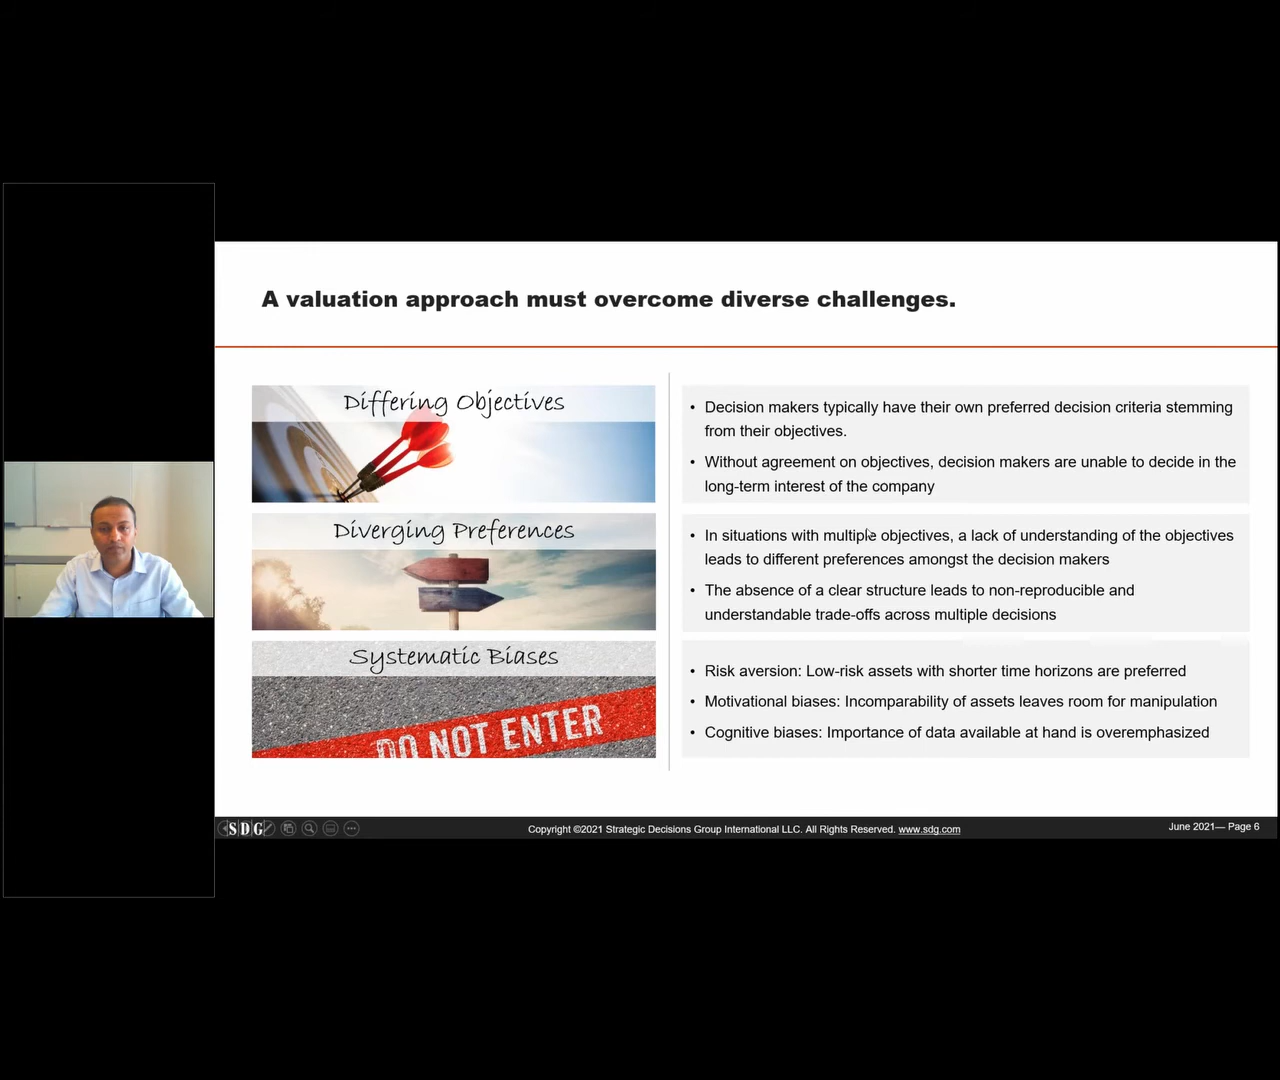 A valuation approach must overcome diverse challenges.
Differing Objectives
• Decision makers typically have their own preferred decision criteria stemming
from their objectives.
• Without agreement on objectives, decision makers are unable to decide in the
long-term interest of the company
Diverging Preferences
• In situations with multiple objectives, a lack of understanding of the objectives
leads to different preferences amongst the decision makers
• The absence of a clear structure leads to non-reproducible and
understandable trade-offs across multiple decisions
Systematic Biases
DO NOT ENTER
• Risk aversion: Low-risk assets with shorter time horizons are preferred
• Motivational biases: Incomparability of assets leaves room for manipulation
• Cognitive biases: Importance of data available at hand is overemphasized
SDG
Copyright ©2021 Strategic Decisions Group International LLC. All Rights Reserved. www.sdg.com
June 2021— Page 6